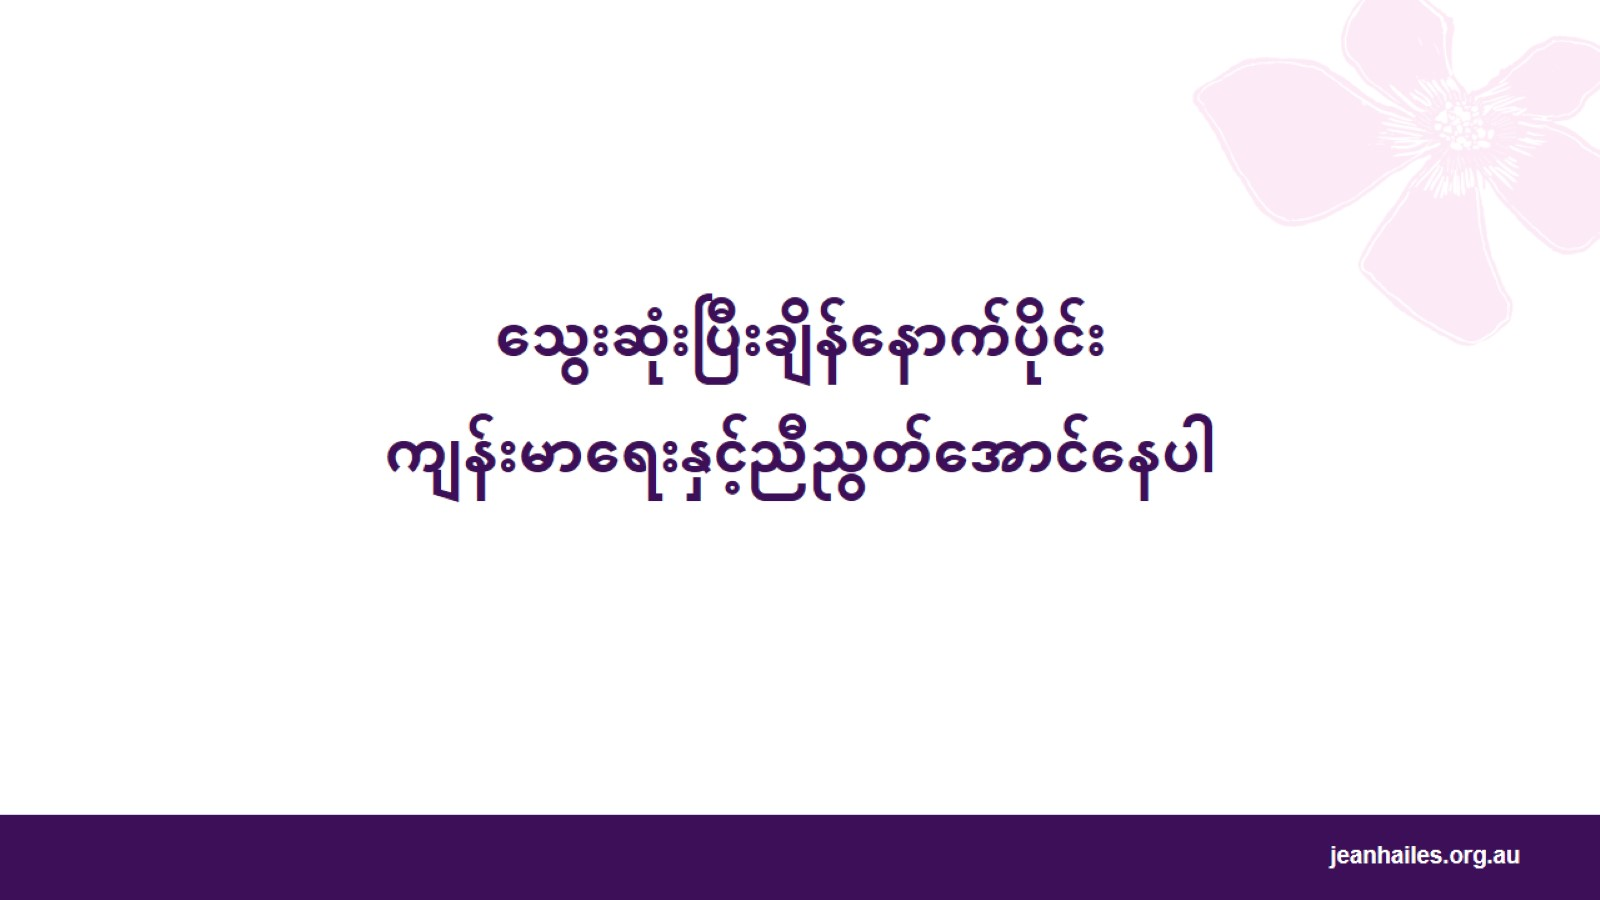 သွေးဆုံးပြီးချိန်နောက်ပိုင်း
ကျန်းမာရေးနှင့်ညီညွတ်အောင်နေပါ
jeanhailes.org.au